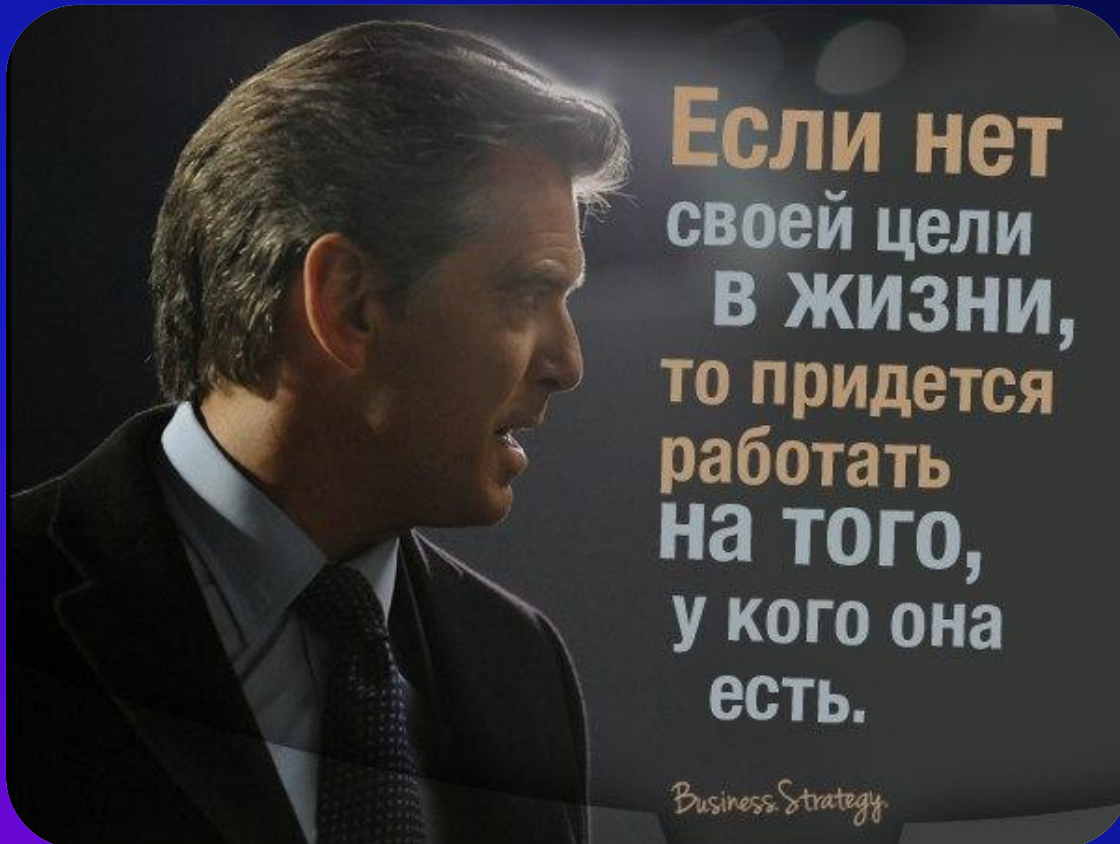 Если нет
своей цели
в жизни,
то придется
работать
на того,
у кого она
есть.
Business Strategy.